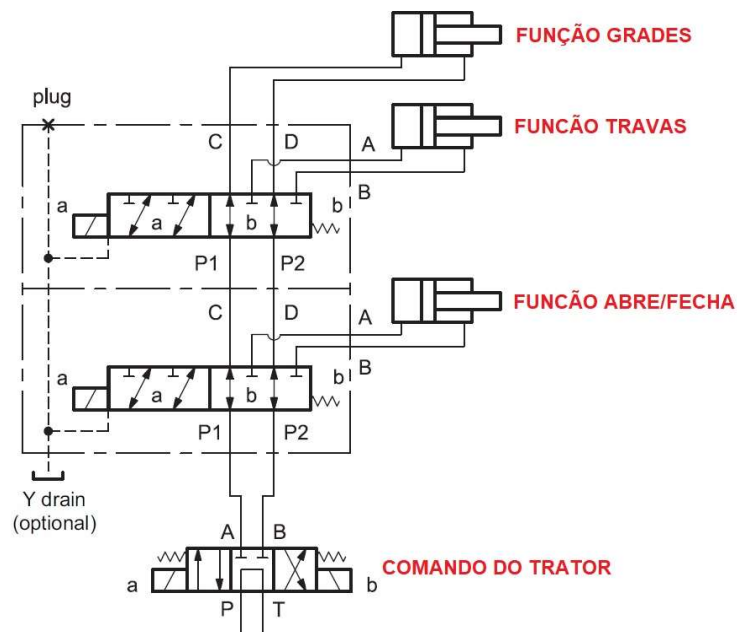 FUNÇÃO GRADES
plug
FUNCÃO TRAVAS
C D A
B
a a b b
P1 P2
C D A
FUNCÃO ABRE/FECHA
B
a a b b
P1 P2
Y drain
(optional)
A B
COMANDO DO TRATOR
a b
P T